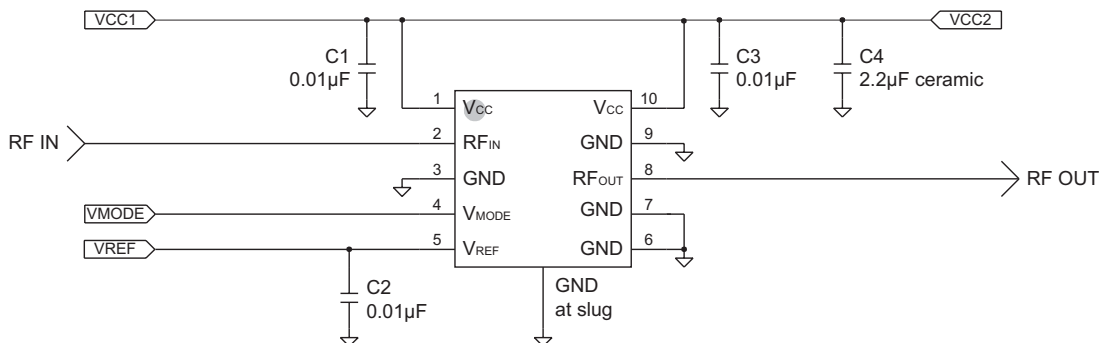 VCC1
VCC2
C1
0.01µF
C3
0.01µF
C4
2.2µF ceramic
1
VCC
VCC
10
RF IN
2
RFIN
GND
9
3
GND
RFOUT
8
RF OUT
VMODE
4
VMODE
GND
7
VREF
5
VREF
GND
6
C2
0.01µF
GND
at slug